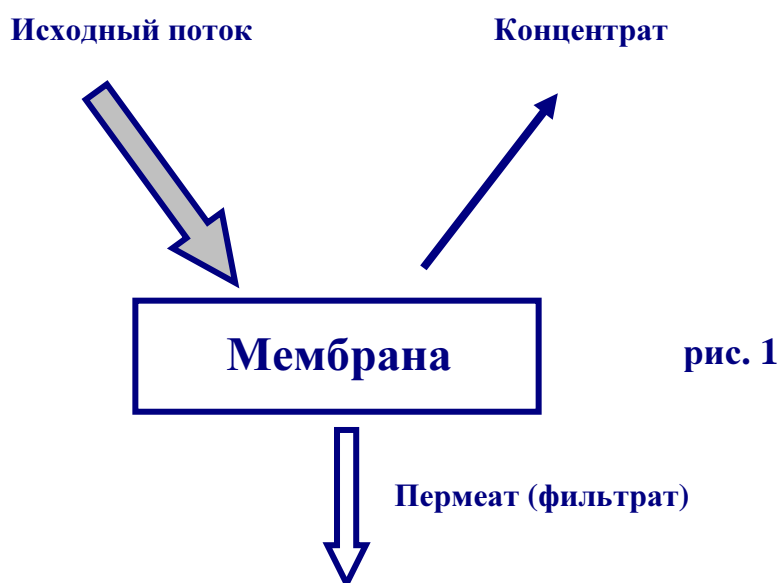 Исходный поток
Концентрат
Мембрана
рис. 1
Пермеат (фильтрат)